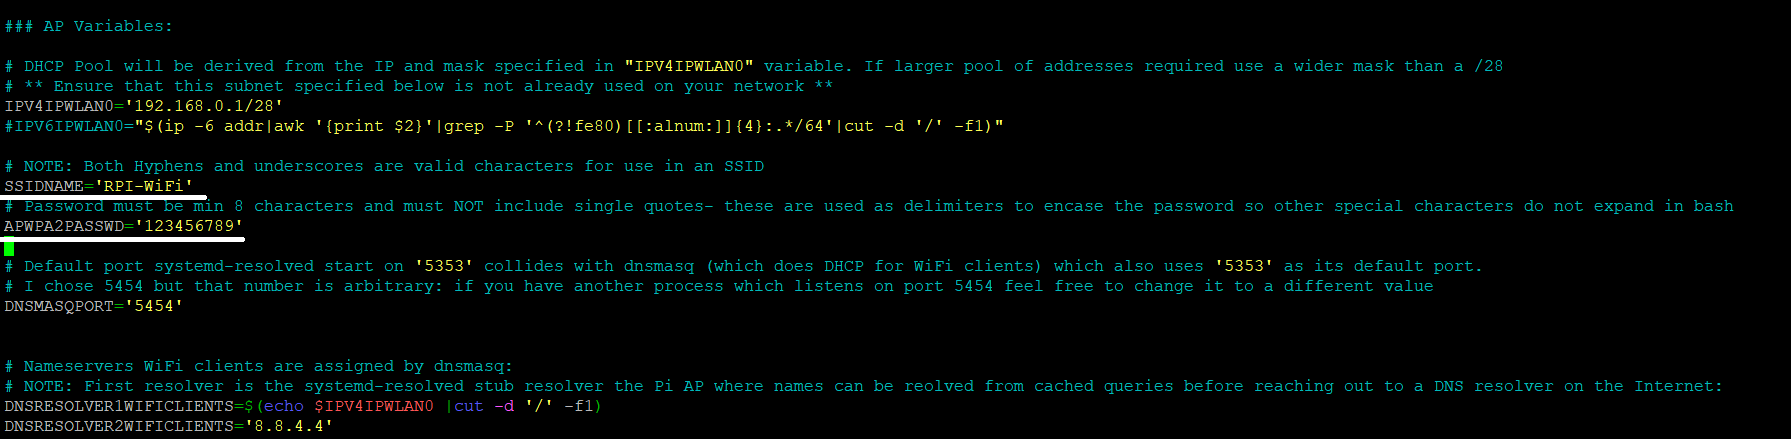 ### AP Variables:
# DHCP Pool will be derived from the IP and mask specified in "IPV4IPWLAN0" variable. If larger pool of addresses required use a wider mask than a /28
# ** Ensure that this subnet specified below is not already used on your network **
IPV4IPWLAN0='192.168.0.1/28'
#IPV6IPWLAN0="$(ip -6 addr|awk '{print $2}'|grep -P '^(?!fe80)[[:alnum:]]{4}:.*/64'|cut -d '/' -f1)"
# NOTE: Both Hyphens and underscores are valid characters for use in an SSID
SSIDNAME='RPI-WiFi'
# Password must be min 8 characters and must NOT include single quotes- these are used as delimiters to encase the password so other special characters do not expand in bash
APWPA2PASSWD='123456789'
# Default port systemd-resolved start on '5353' collides with dnsmasq (which does DHCP for WiFi clients) which also uses '5353' as its default port.
# I chose 5454 but that number is arbitrary: if you have another process which listens on port 5454 feel free to change it to a different value
DNSMASQPORT='5454'
# Nameservers WiFi clients are assigned by dnsmasq:
# NOTE: First resolver is the systemd-resolved stub resolver the Pi AP where names can be reolved from cached queries before reaching out to a DNS resolver on the Internet:
DNSRESOLVER1WIFICLIENTS=$(echo $IPV4IPWLAN0 |cut -d '/' -f1)
DNSRESOLVER2WIFICLIENTS='8.8.4.4'